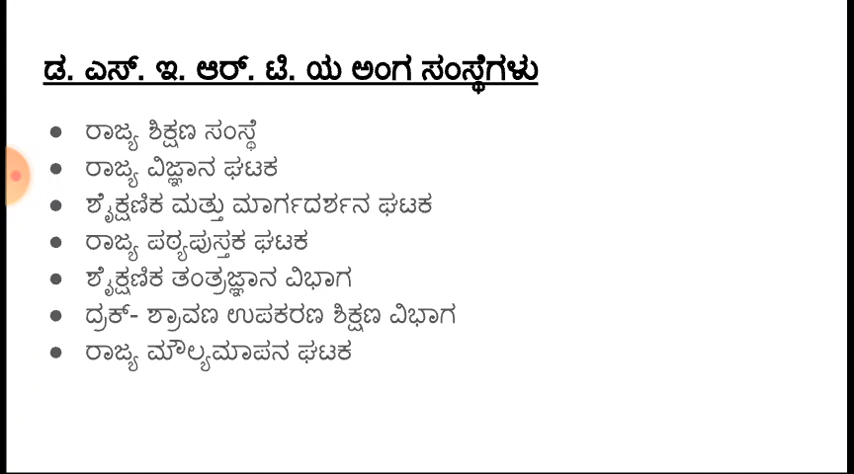 ಡ. ಎಸ್. ಇ. ಆರ್. ಟಿ. ಯ ಅಂಗ ಸಂಸ್ಥೆಗಳು
● ರಾಜ್ಯ ಶಿಕ್ಷಣ ಸಂಸ್ಥೆ
● ರಾಜ್ಯ ವಿಜ್ಞಾನ ಘಟಕ
● ಶೈಕ್ಷಣಿಕ ಮತ್ತು ಮಾರ್ಗದರ್ಶನ ಘಟಕ
● ರಾಜ್ಯ ಪಠ್ಯಪುಸ್ತಕ ಘಟಕ
● ಶೈಕ್ಷಣಿಕ ತಂತ್ರಜ್ಞಾನ ವಿಭಾಗ
● ದ್ರಕ್- ಶ್ರಾವಣ ಉಪಕರಣ ಶಿಕ್ಷಣ ವಿಭಾಗ
● ರಾಜ್ಯ ಮೌಲ್ಯಮಾಪನ ಘಟಕ